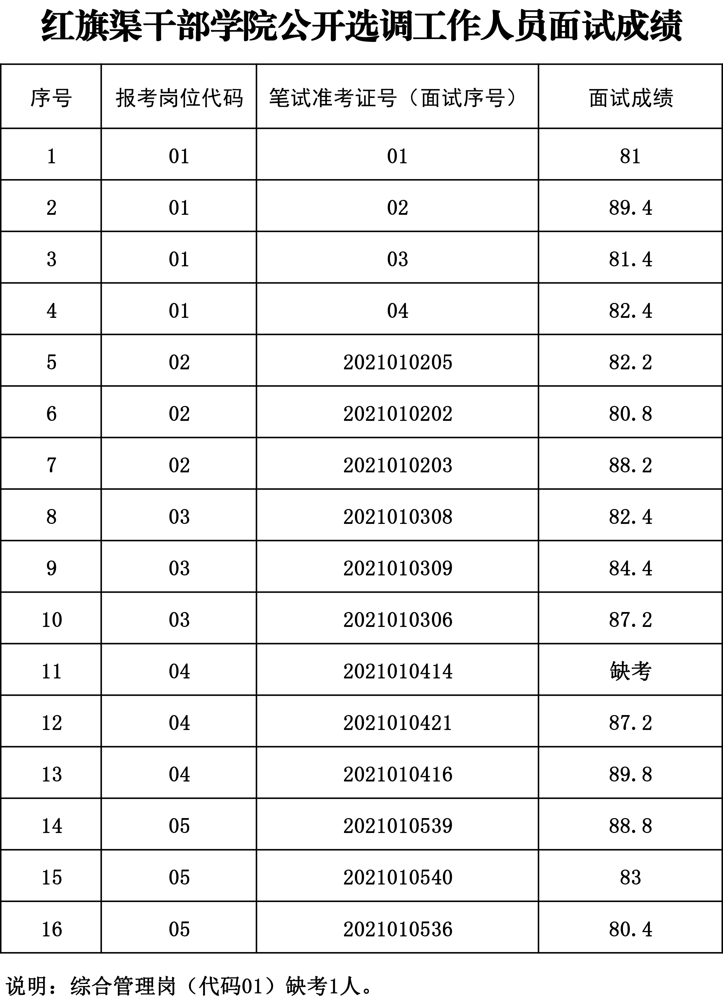 红旗渠干部学院公开选调工作人员面试成绩
序号 报考岗位代码 笔试准考证号（面试序号） 面试成绩
1 01 01 81
2 01 02 89.4
3 01 03 81.4
4 01 04 82.4
5 02 2021010205 82.2
6 02 2021010202 80.8
7 02 2021010203 88.2
8 03 2021010308 82.4
9 03 2021010309 84.4
10 03 2021010306 87.2
11 04 2021010414 缺考
12 04 2021010421 87.2
13 04 2021010416 89.8
14 05 2021010539 88.8
15 05 2021010540 83
16 05 2021010536 80.4
说明：综合管理岗（代码01）缺考1人。